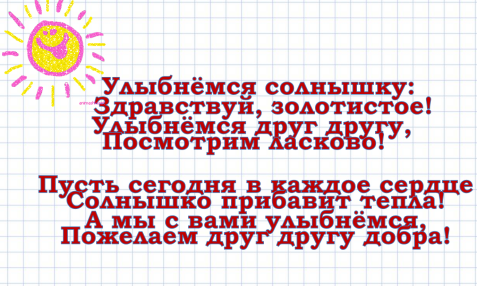 Улыбнёмся солнышку:
Здравствуй, золотистое!
Улыбнёмся друг другу,
Посмотрим ласково!
Пусть сегодня в каждое сердце
Солнышко прибавит тепла!
А мы с вами улыбнёмся,
Пожелаем друг другу добра!